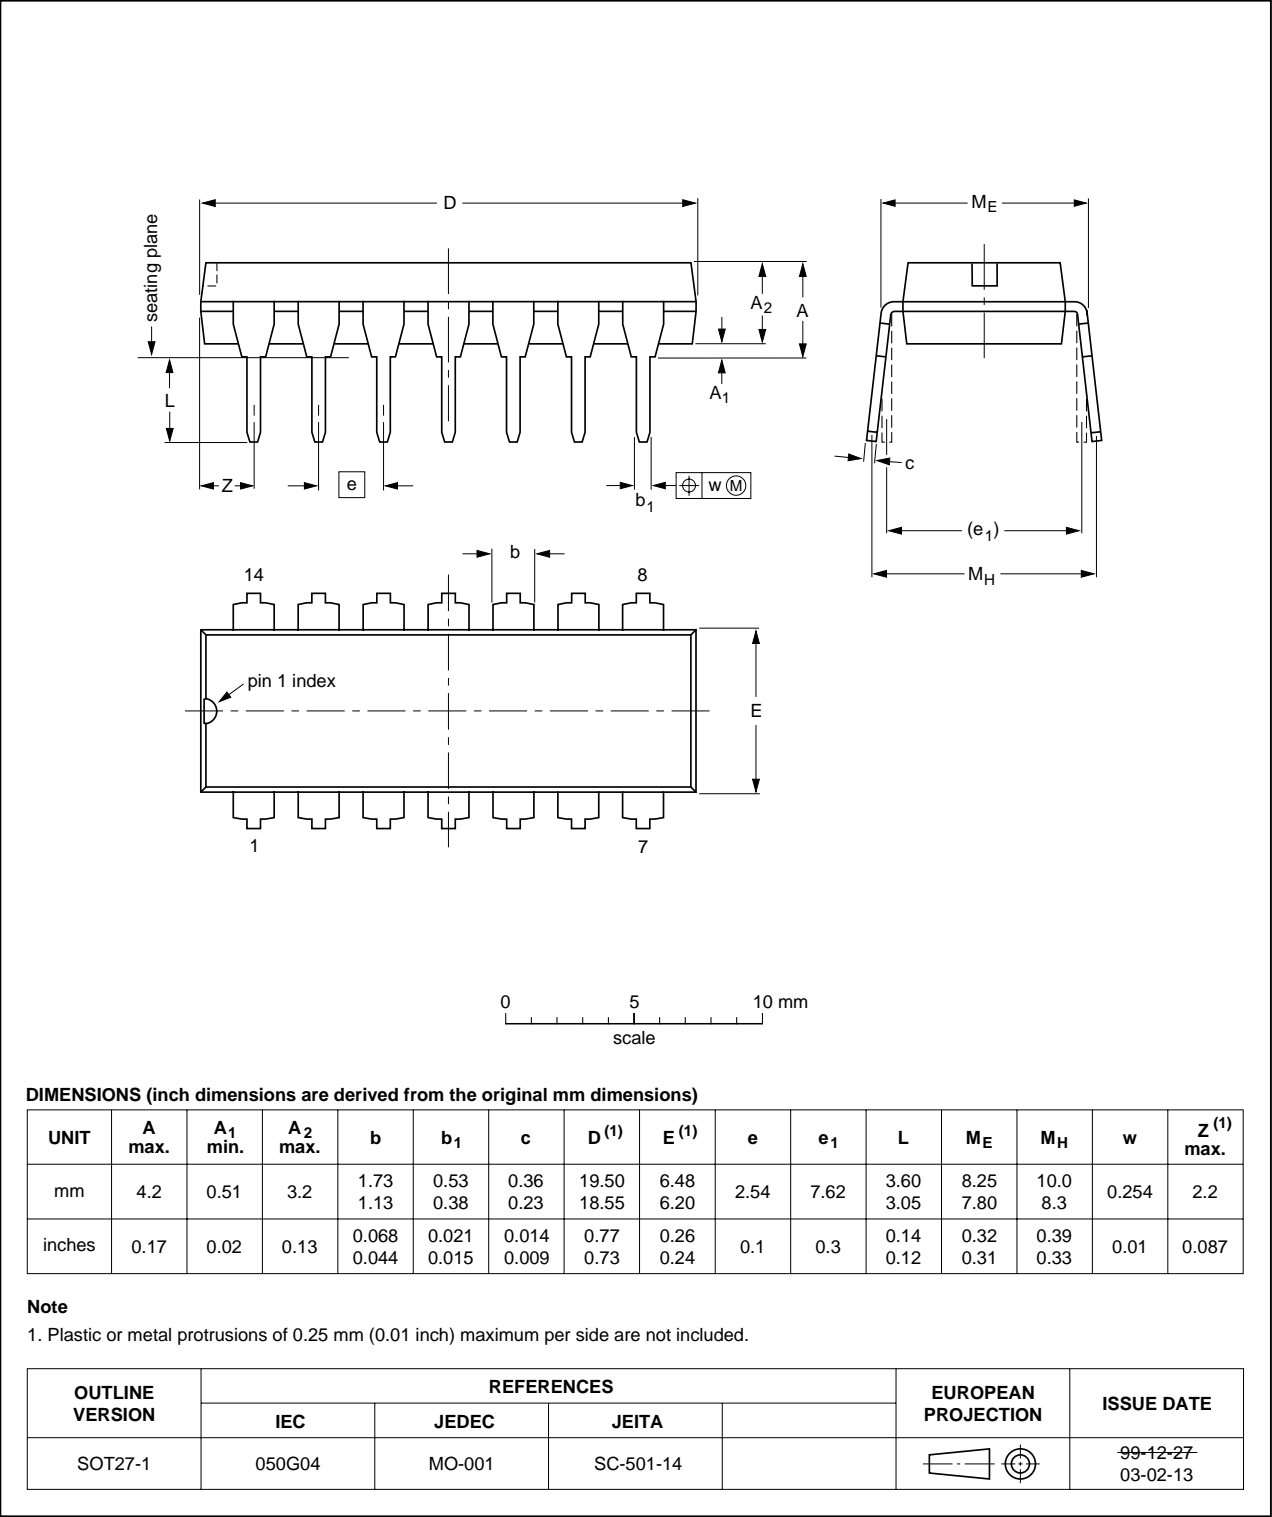 D
ME
seating plane
A2
A
A1
L
c
Z
e
b1
w M
(e1)
MH
b
14
8
pin 1 index
E
1
7
0 5 10 mm
scale
DIMENSIONS (inch dimensions are derived from the original mm dimensions)
UNIT A max. A1 min. A2 max. b b1 c D(1) E(1) e e1 L ME MH w Z(1) max.
mm 4.2 0.51 3.2 1.73 1.13 0.53 0.38 0.36 0.23 19.50 18.55 6.48 6.20 2.54 7.62 3.60 3.05 8.25 7.80 10.0 8.3 0.254 2.2
inches 0.17 0.02 0.13 0.068 0.044 0.021 0.015 0.014 0.009 0.77 0.73 0.26 0.24 0.1 0.3 0.14 0.12 0.32 0.31 0.39 0.33 0.01 0.087
Note
1. Plastic or metal protrusions of 0.25 mm (0.01 inch) maximum per side are not included.
OUTLINE VERSION REFERENCES EUROPEAN PROJECTION ISSUE DATE
IEC JEDEC JEITA
SOT27-1 050G04 MO-001 SC-501-14 99-12-27
03-02-13